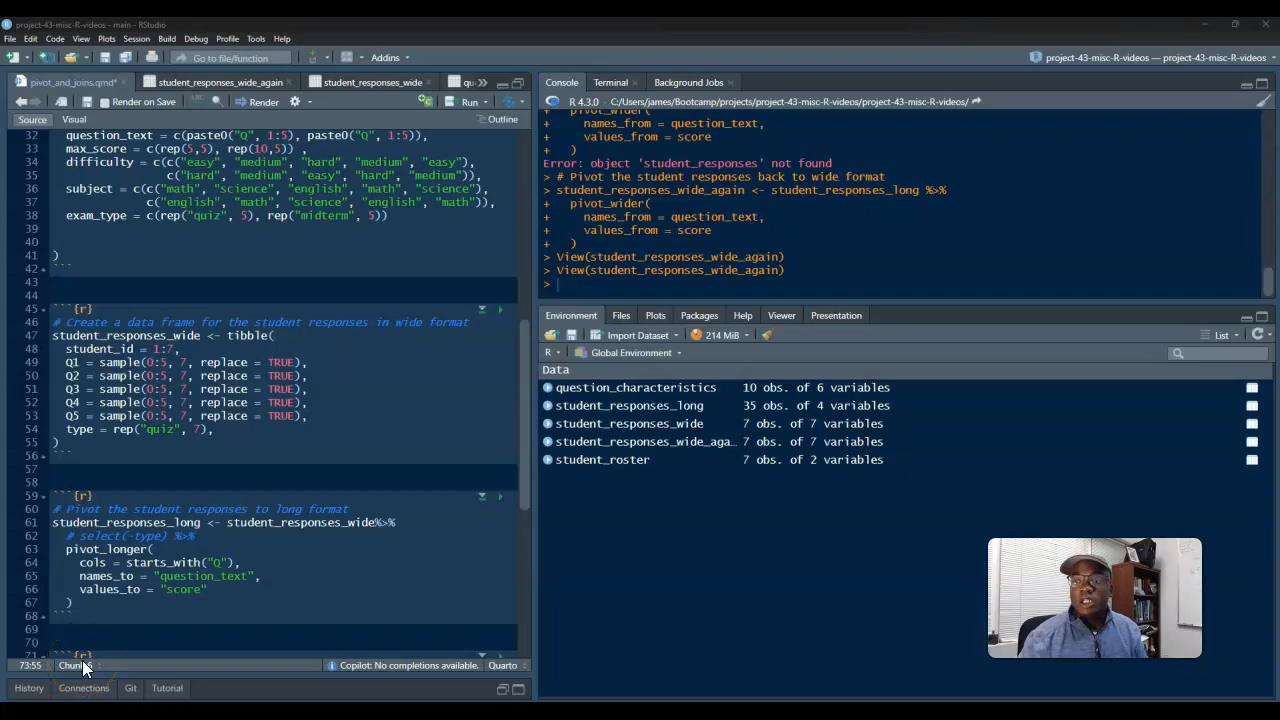 project-43-misc-R-videos - main - RStudio
File Edit Code View Plots Session Build Debug Profile Tools Help
Go to file/function Addins project-43-misc-R-videos — project-43-misc-R-videos
pivot_and_joins.qmd* student_responses_wide_again student_responses_wide qu
Render on Save Render Run
Source Visual Outline
32 question_text = c(paste0("Q", 1:5), paste0("Q", 1:5)),
33 max_score = c(rep(5,5), rep(10,5)) ,
34 difficulty = c(c("easy", "medium", "hard", "medium", "easy"),
35 c("hard", "medium", "easy", "hard", "medium")),
36 subject = c(c("math", "science", "english", "math", "science"),
37 c("english", "math", "science", "english", "math")),
38 exam_type = c(rep("quiz", 5), rep("midterm", 5))
39
40
41 )
42 ```
43
44
45 ```{r}
46 # Create a data frame for the student responses in wide format
47 student_responses_wide <- tibble(
48 student_id = 1:7,
49 Q1 = sample(0:5, 7, replace = TRUE),
50 Q2 = sample(0:5, 7, replace = TRUE),
51 Q3 = sample(0:5, 7, replace = TRUE),
52 Q4 = sample(0:5, 7, replace = TRUE),
53 Q5 = sample(0:5, 7, replace = TRUE),
54 type = rep("quiz", 7),
55 )
56 ```
57
58
59 ```{r}
60 # Pivot the student responses to long format
61 student_responses_long <- student_responses_wide%>%
62 # select(-type) %>%
63 pivot_longer(
64 cols = starts_with("Q"),
65 names_to = "question_text",
66 values_to = "score"
67 )
68 ```
69
70
71 ```{r}
73:55 Copilot: No completions available. Quarto
History Connections Git Tutorial
Console Terminal Background Jobs
R 4.3.0 · C:/Users/james/Bootcamp/projects/project-43-misc-R-videos/project-43-misc-R-videos/
+ pivot_wider(
+ names_from = question_text,
+ values_from = score
+ )
Error: object 'student_responses' not found
> # Pivot the student responses back to wide format
> student_responses_wide_again <- student_responses_long %>%
+ pivot_wider(
+ names_from = question_text,
+ values_from = score
+ )
> View(student_responses_wide_again)
> View(student_responses_wide_again)
>
Environment Files Plots Packages Help Viewer Presentation
Import Dataset 214 MiB List
R Global Environment
Data
question_characteristics 10 obs. of 6 variables
student_responses_long 35 obs. of 4 variables
student_responses_wide 7 obs. of 7 variables
student_responses_wide_aga… 7 obs. of 7 variables
student_roster 7 obs. of 2 variables